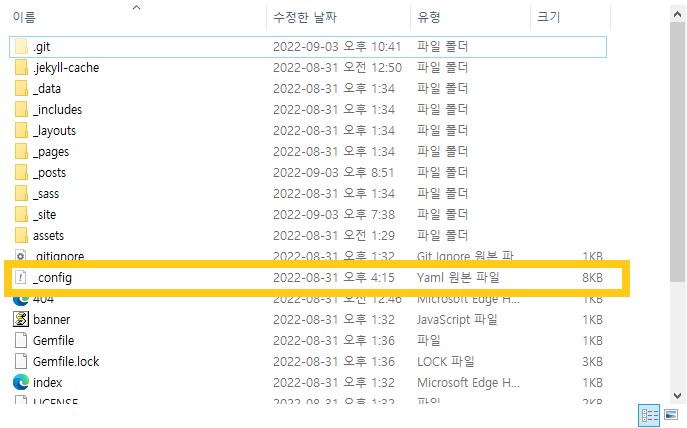 이름 수정한 날짜 유형 크기
.git 2022-09-03 오후 10:41 파일 폴더
.jekyll-cache 2022-08-31 오전 12:50 파일 폴더
_data 2022-08-31 오후 1:34 파일 폴더
_includes 2022-08-31 오후 1:34 파일 폴더
_layouts 2022-08-31 오후 1:34 파일 폴더
_pages 2022-08-31 오후 1:34 파일 폴더
_posts 2022-09-03 오후 8:51 파일 폴더
_sass 2022-08-31 오후 1:34 파일 폴더
_site 2022-09-03 오후 7:38 파일 폴더
assets 2022-08-31 오전 1:29 파일 폴더
.gitignore 2022-08-31 오후 1:32 Git Ignore 원본 파 1KB
_config 2022-08-31 오후 4:15 Yaml 원본 파일 8KB
404 2022-08-31 오전 12:46 Microsoft Edge H... 1KB
banner 2022-08-31 오후 1:32 JavaScript 파일 1KB
Gemfile 2022-08-31 오후 1:36 파일 1KB
Gemfile.lock 2022-08-31 오후 1:36 LOCK 파일 3KB
index 2022-08-31 오후 1:32 Microsoft Edge H... 1KB
LICENSE 2022-08-31 오후 1:32 파일 2KB